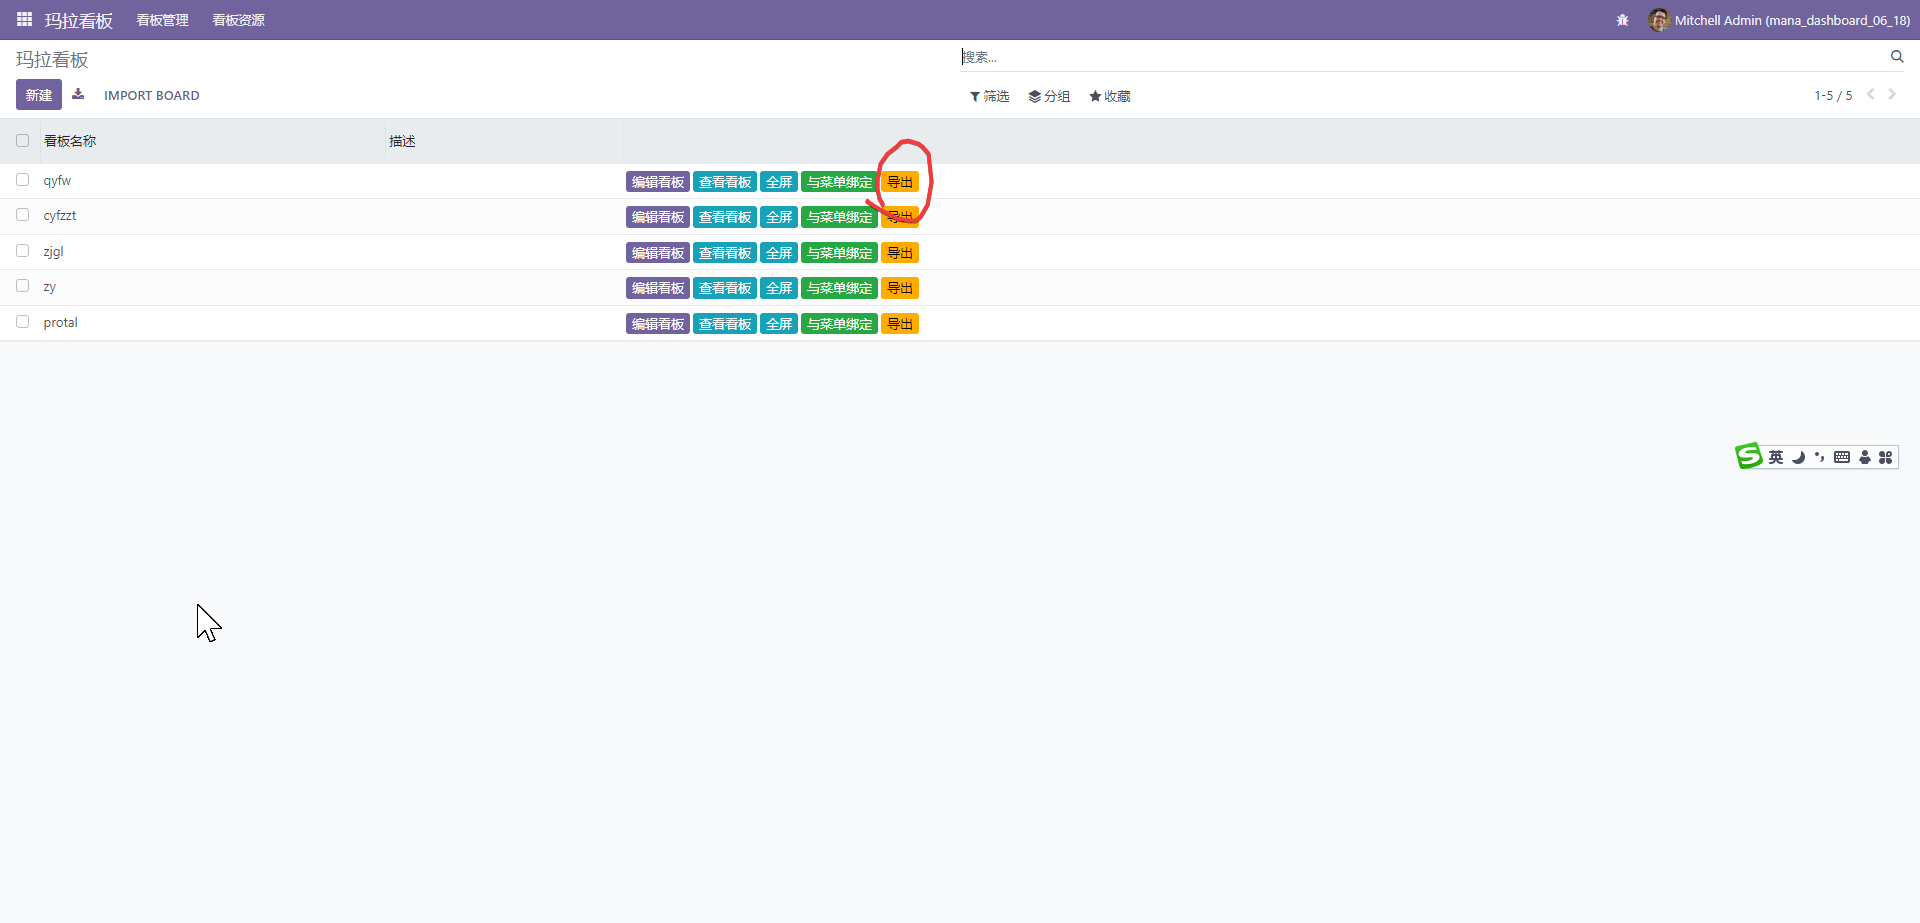 玛拉看板 看板管理 看板资源 Mitchell Admin (mana_dashboard_06_18)
玛拉看板 搜索...
新建 IMPORT BOARD 筛选 分组 收藏 1-5 / 5
看板名称 描述
qyfw 编辑看板 查看看板 全屏 与菜单绑定 导出
cyfzzt 编辑看板 查看看板 全屏 与菜单绑定 导出
zjgl 编辑看板 查看看板 全屏 与菜单绑定 导出
zy 编辑看板 查看看板 全屏 与菜单绑定 导出
protal 编辑看板 查看看板 全屏 与菜单绑定 导出
S 英